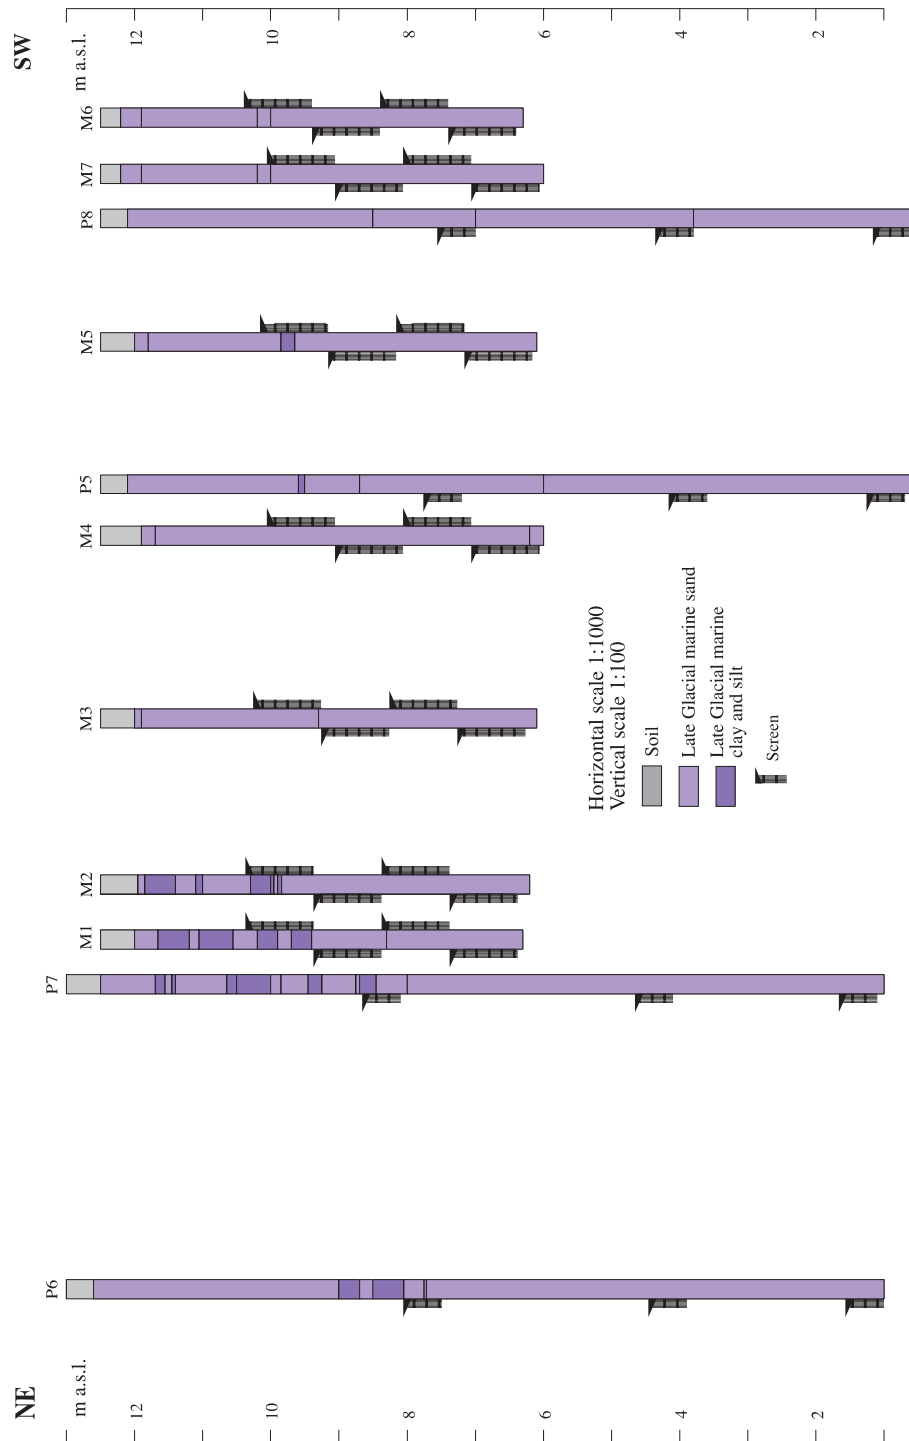 NE
SW
m a.s.l.
m a.s.l.
P6
P7
M1
M2
M3
M4
P5
M5
P8
M7
M6
12
10
8
6
4
2
12
10
8
6
4
2
Horizontal scale 1:1000
Vertical scale 1:100
Soil
Late Glacial marine sand
Late Glacial marine
clay and silt
Screen